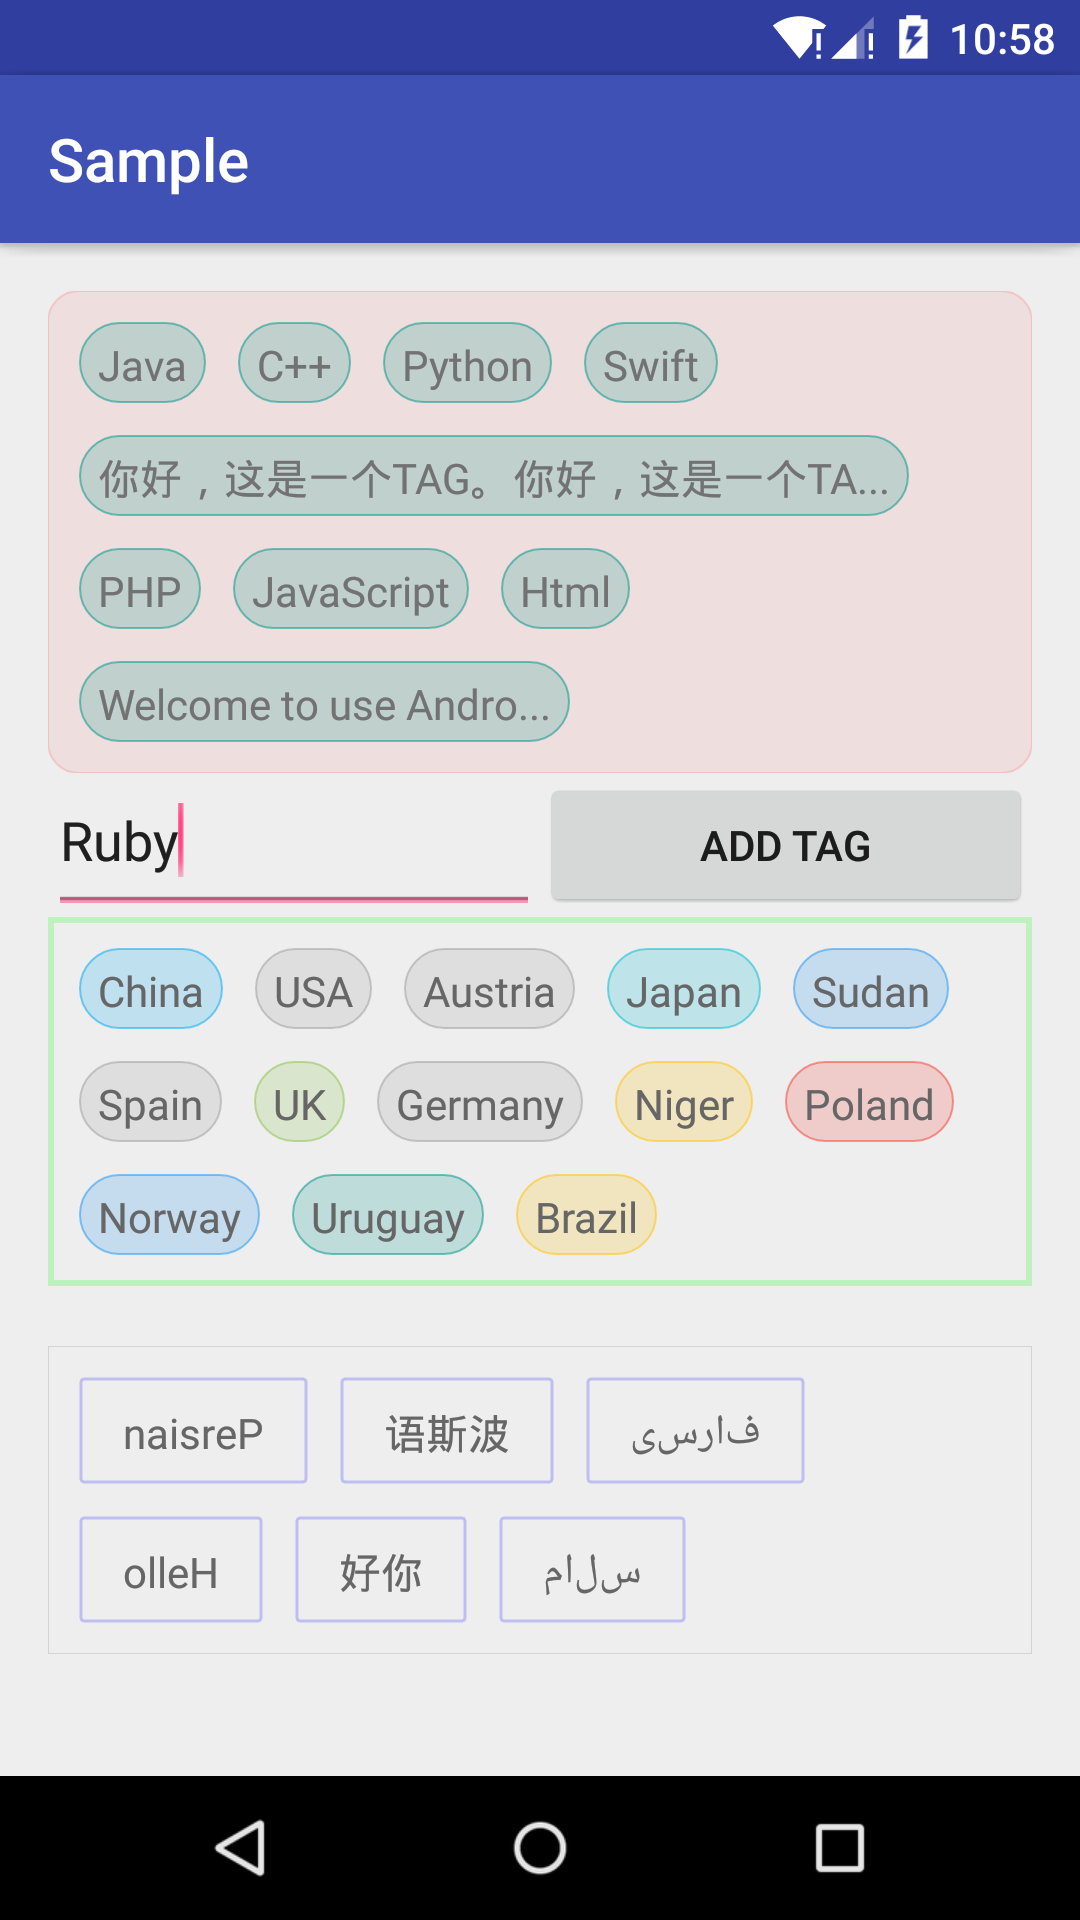 10:58
Sample
Java C++ Python Swift
你好，这是一个TAG。你好，这是一个TA...
PHP JavaScript Html
Welcome to use Andro...
Ruby ADD TAG
China USA Austria Japan Sudan
Spain UK Germany Niger Poland
Norway Uruguay Brazil
naisreP 语斯波 ف‌ار‌س‌ی
olleH 好你 س‌ل‌ا‌م